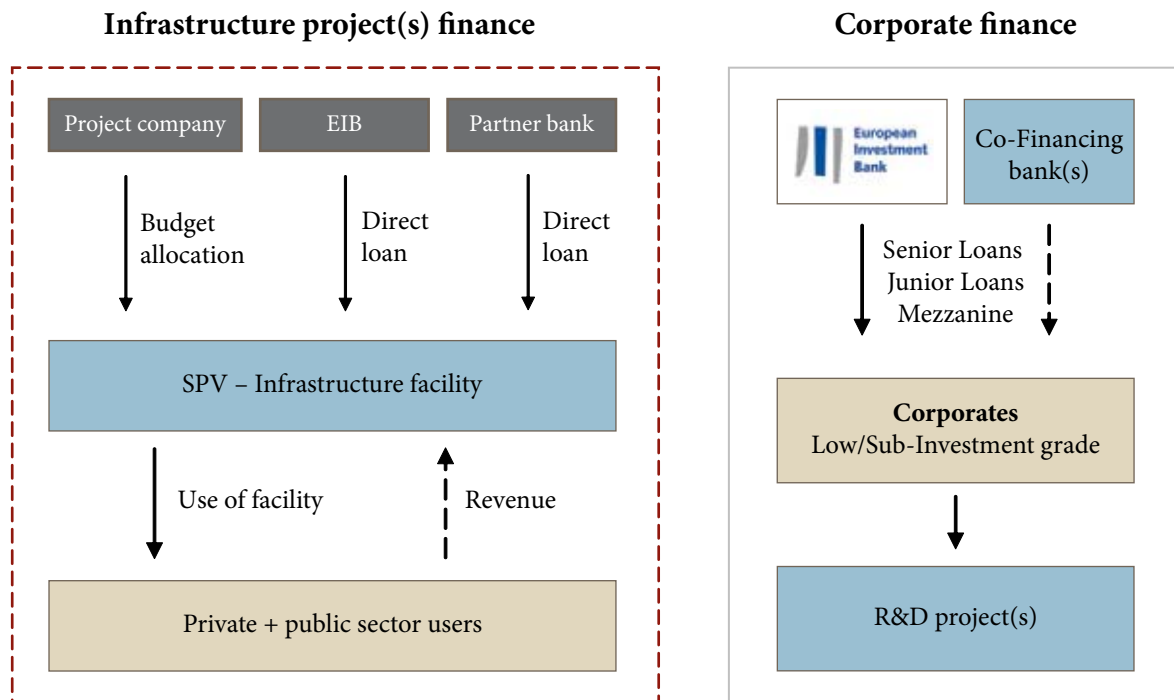 Infrastructure project(s) finance
Project company
EIB
Partner bank
Budget
allocation
Direct
loan
Direct
loan
SPV – Infrastructure facility
Use of facility
Revenue
Private + public sector users
Corporate finance
European
Investment
Bank
Co-Financing
bank(s)
Senior Loans
Junior Loans
Mezzanine
Corporates
Low/Sub-Investment grade
R&D project(s)